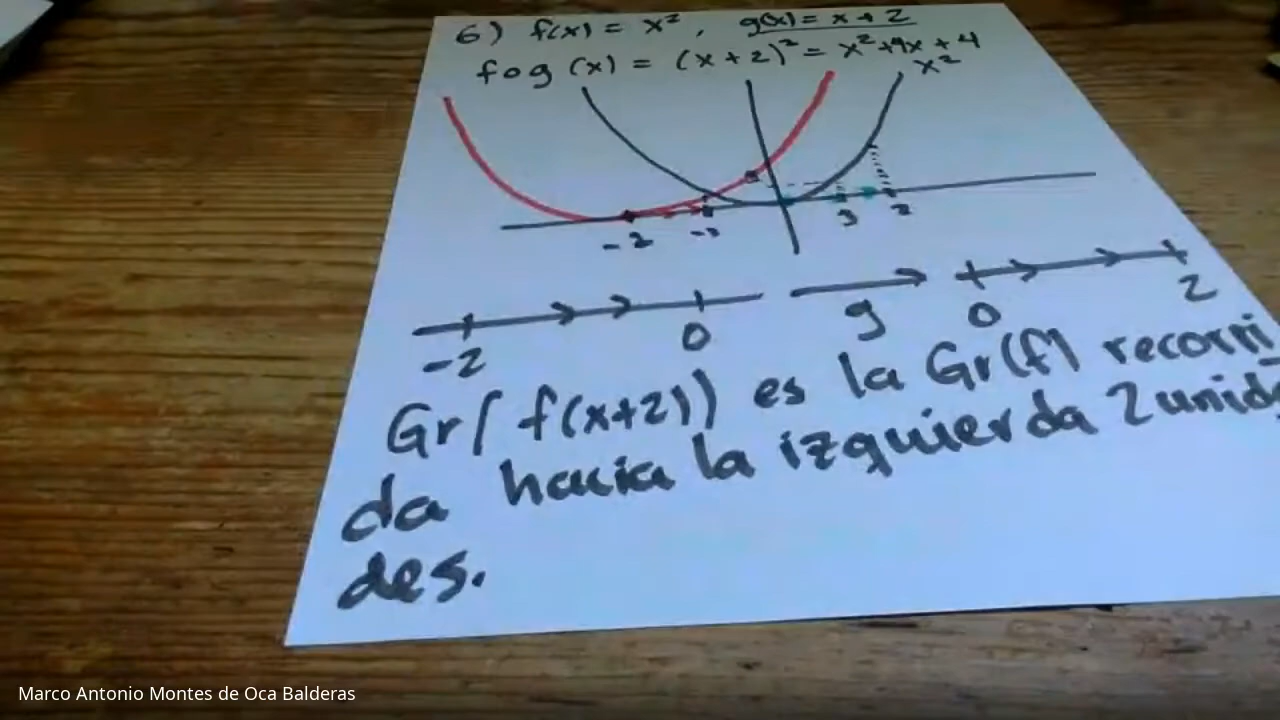 6) f(x) = x², g(x) = x + 2
fog (x) = (x + 2)² = x² + 4x + 4
x²
-2 -1 3 2
-2 0 g 0 2
Gr( f(x+2)) es la Gr(f) recorri
da hacia la izquierda 2 unida
des.
Marco Antonio Montes de Oca Balderas